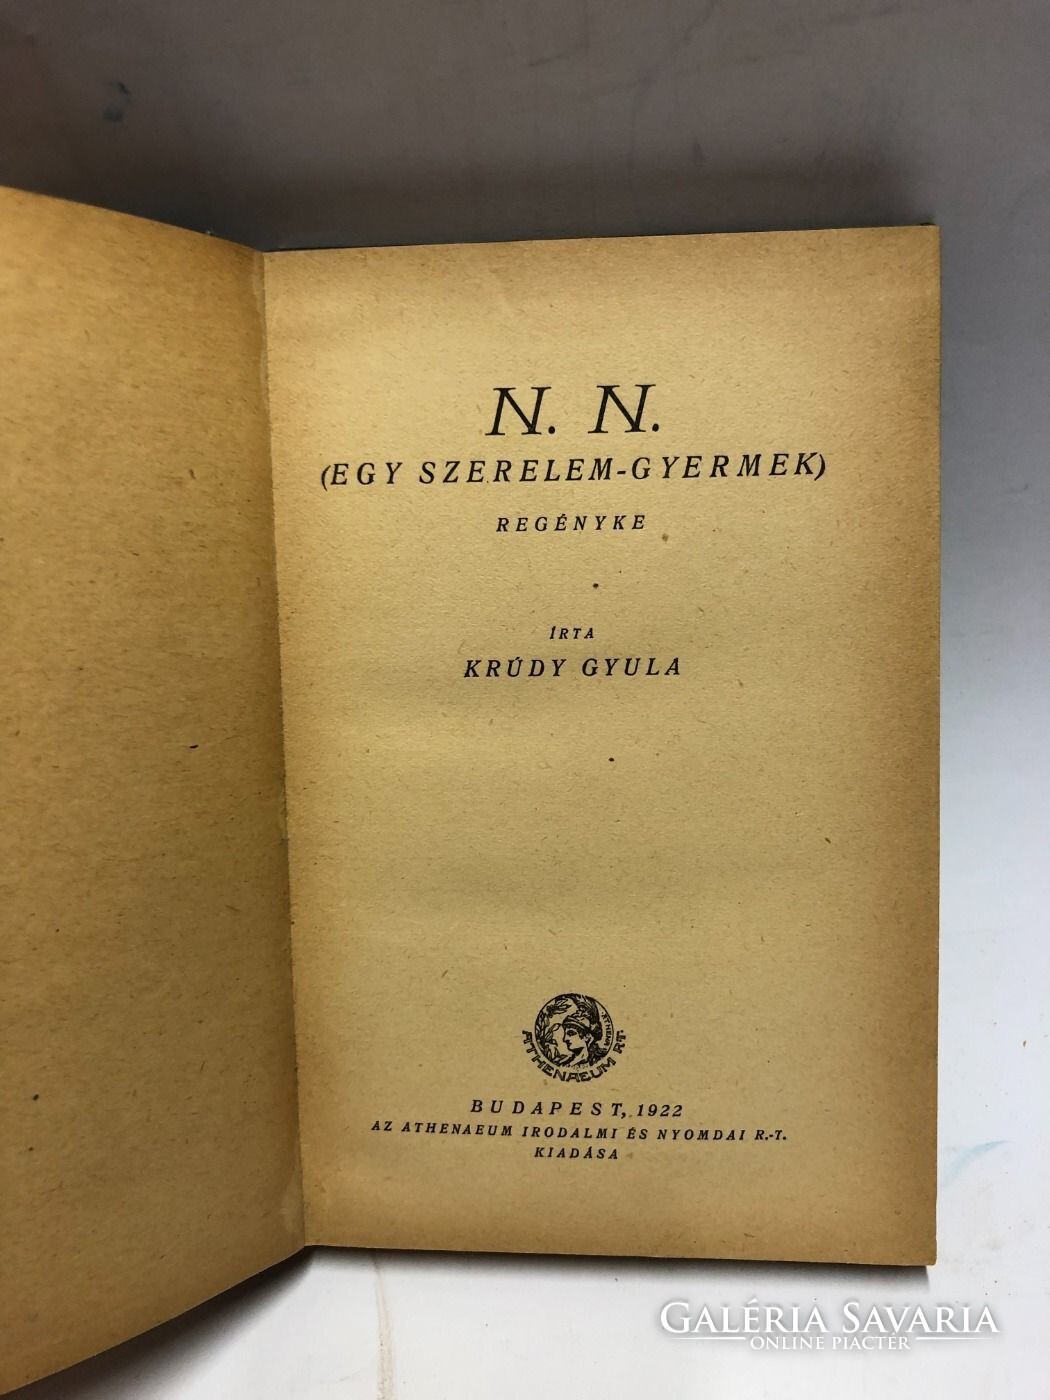 N. N.
(EGY SZERELEM-GYERMEK)
REGÉNYKE
ÍRTA
KRÚDY GYULA
ATHENAEUM RT.
BUDAPEST, 1922
AZ ATHENAEUM IRODALMI ÉS NYOMDAI R.-T.
KIADÁSA
GALÉRIA SAVARIA
ONLINE PIACTÉR